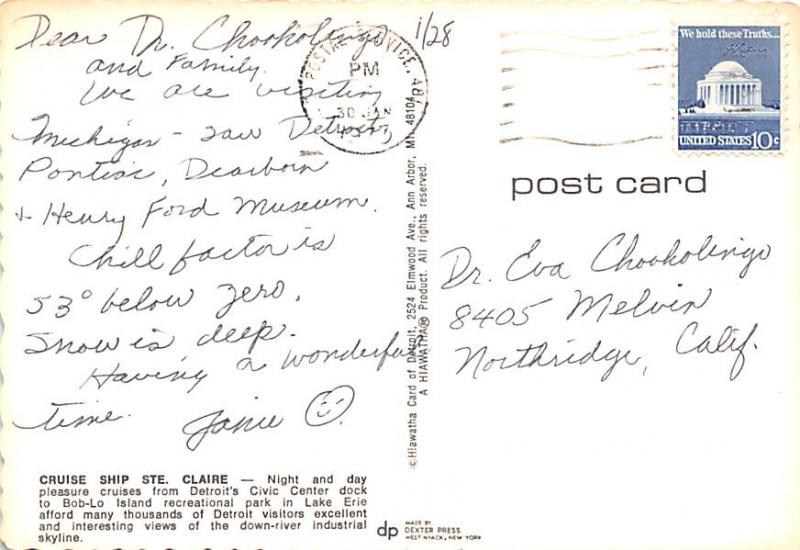 1/28
Dear Dr. Chookolingo
and Family.
We are visiting
Michigan - saw Detroit,
Pontiac, Dearborn
+ Henry Ford Museum.
Chill factor is
53° below zero.
Snow is deep.
Having a wonderful
time. Janie
CRUISE SHIP STE. CLAIRE — Night and day
pleasure cruises from Detroit's Civic Center dock
to Bob-Lo Island recreational park in Lake Erie
afford many thousands of Detroit visitors excellent
and interesting views of the down-river industrial
skyline.
©Hiawatha Card of Detroit, 2524 Elmwood Ave., Ann Arbor, MI. 48104
A HIAWATHA® Product. All rights reserved.
dp
MADE BY
DEXTER PRESS
WEST NYACK, NEW YORK
POSTAL SERVICE, 481
PM
30 JAN
We hold these Truths...
UNITED STATES 10c
post card
Dr. Eva Chookolingo
8405 Melvin
Northridge, Calif.